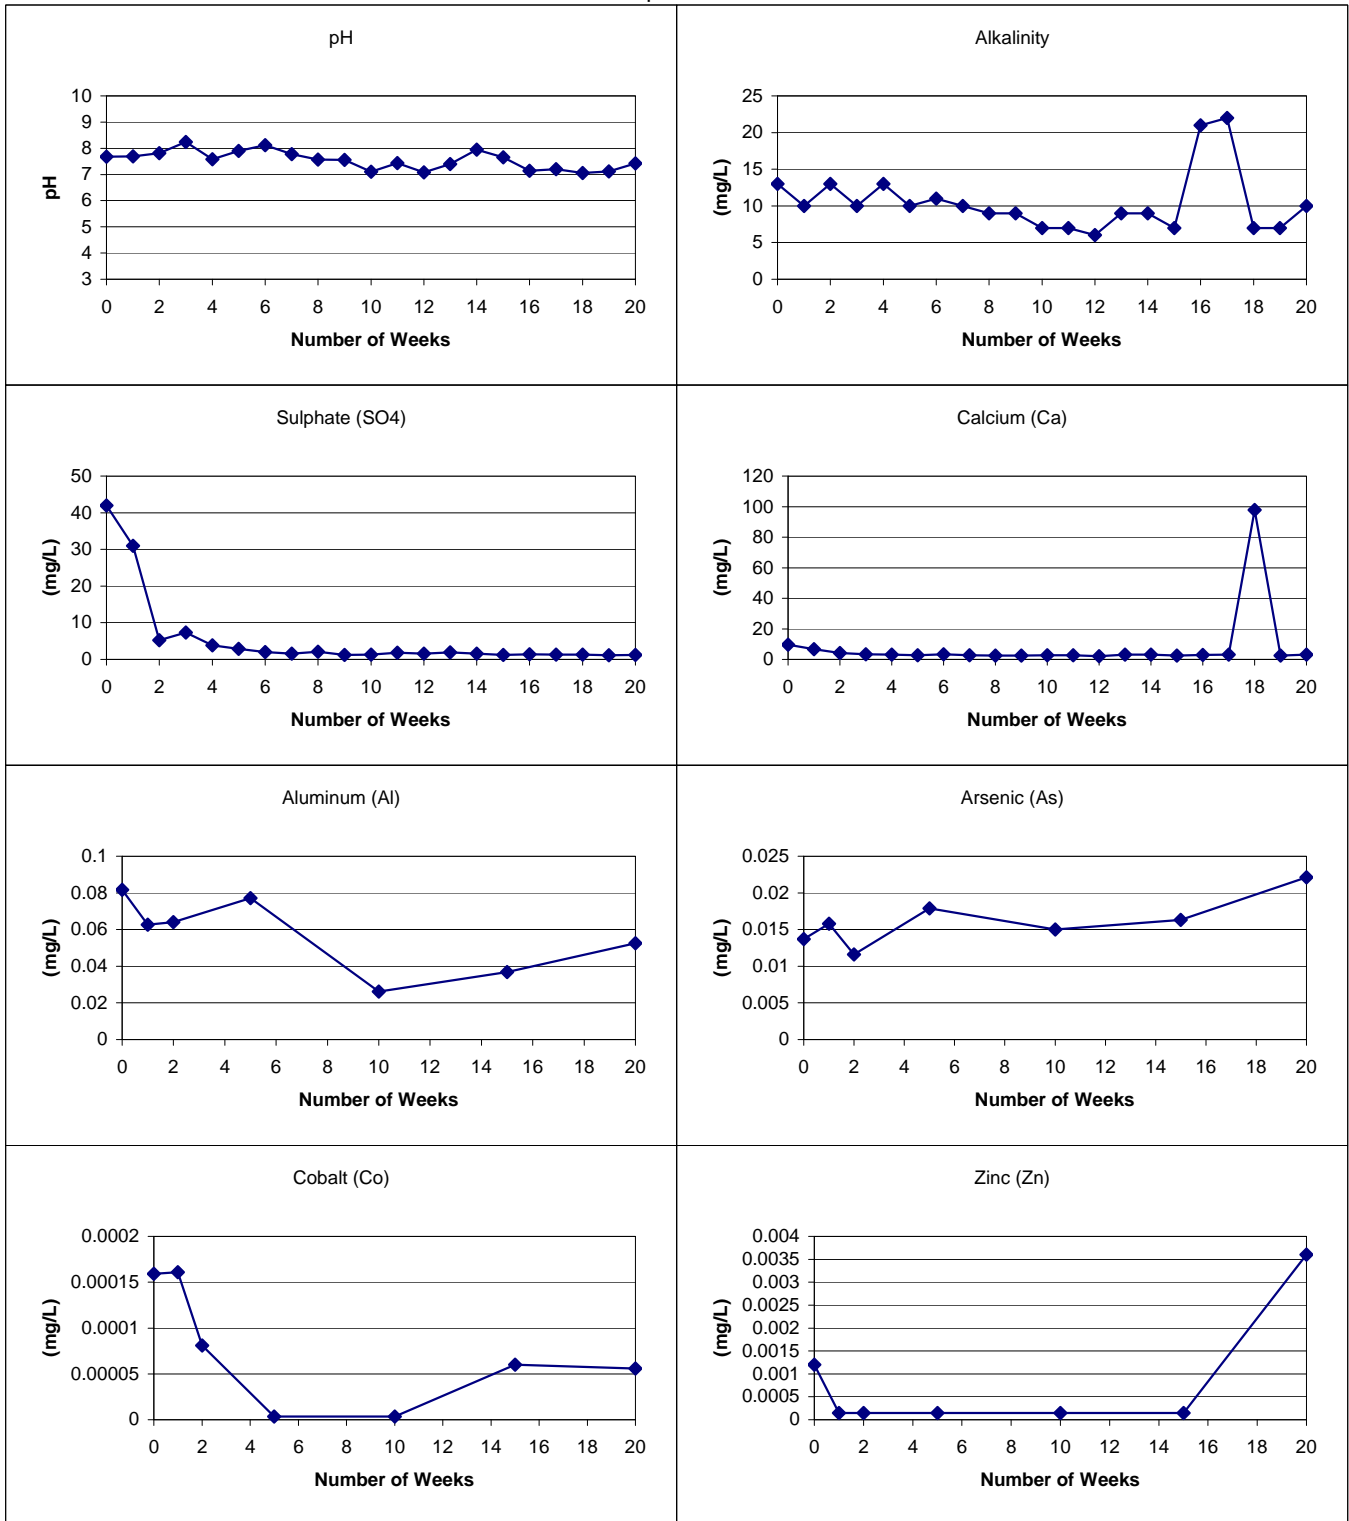 pH
Alkalinity
10
9
8
7
6
5
4
3
pH
0 2 4 6 8 10 12 14 16 18 20
Number of Weeks
25
20
15
10
5
0
(mg/L)
0 2 4 6 8 10 12 14 16 18 20
Number of Weeks
Sulphate (SO4)
Calcium (Ca)
50
40
30
20
10
0
(mg/L)
0 2 4 6 8 10 12 14 16 18 20
Number of Weeks
120
100
80
60
40
20
0
(mg/L)
0 2 4 6 8 10 12 14 16 18 20
Number of Weeks
Aluminum (Al)
Arsenic (As)
0.1
0.08
0.06
0.04
0.02
0
(mg/L)
0 2 4 6 8 10 12 14 16 18 20
Number of Weeks
0.025
0.02
0.015
0.01
0.005
0
(mg/L)
0 2 4 6 8 10 12 14 16 18 20
Number of Weeks
Cobalt (Co)
Zinc (Zn)
0.0002
0.00015
0.0001
0.00005
0
(mg/L)
0 2 4 6 8 10 12 14 16 18 20
Number of Weeks
0.004
0.0035
0.003
0.0025
0.002
0.0015
0.001
0.0005
0
(mg/L)
0 2 4 6 8 10 12 14 16 18 20
Number of Weeks